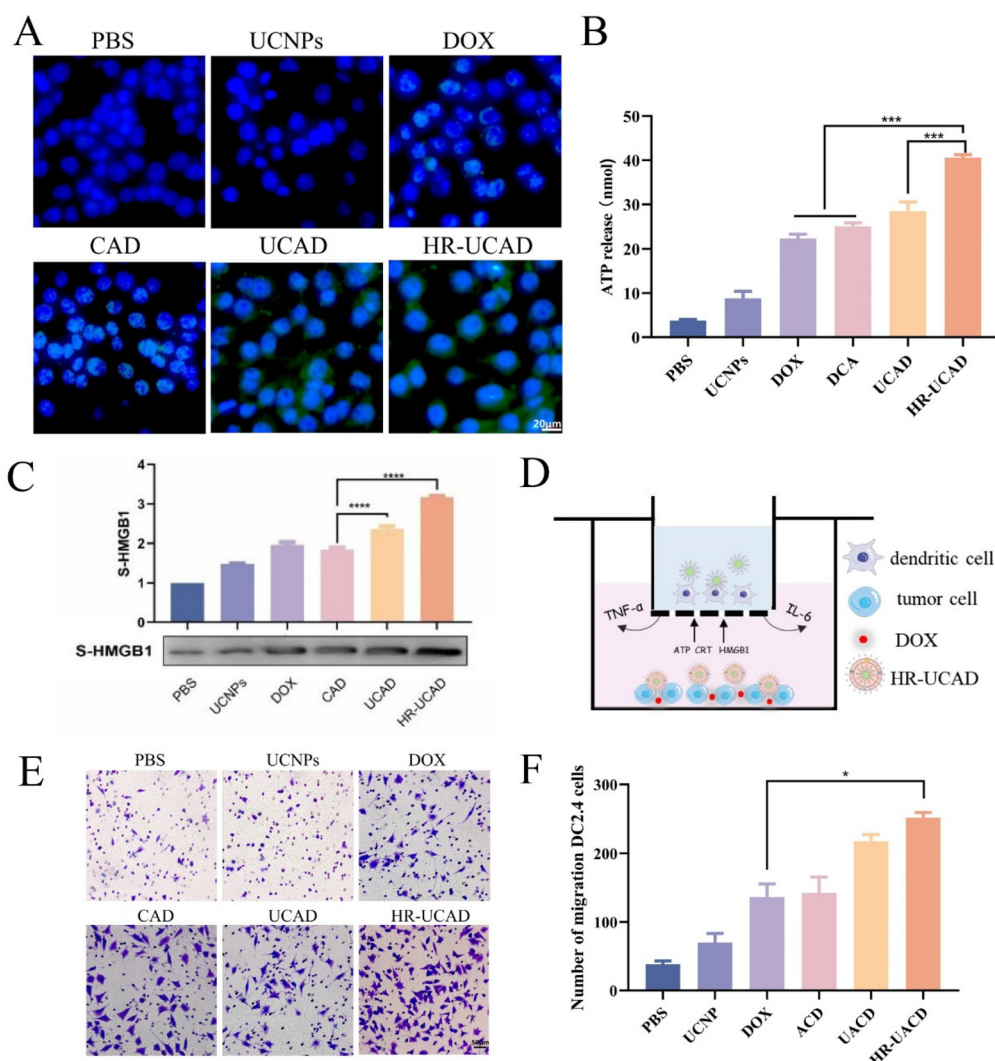 A
PBS
UCNPs
DOX
CAD
UCAD
HR-UCAD
20μm
B
ATP release (nmol)
50
40
30
20
10
0
***
***
PBS
UCNPs
DOX
DCA
UCAD
HR-UCAD
C
S-HMGB1
4
3
2
1
0
****
****
S-HMGB1
PBS
UCNPs
DOX
CAD
UCAD
HR-UCAD
D
TNF-α
IL-6
ATP CRT HMGB1
dendritic cell
tumor cell
DOX
HR-UCAD
E
PBS
UCNPs
DOX
CAD
UCAD
HR-UCAD
F
Number of migration DC2.4 cells
300
200
100
0
*
PBS
UCNP
DOX
ACD
UACD
HR-UACD